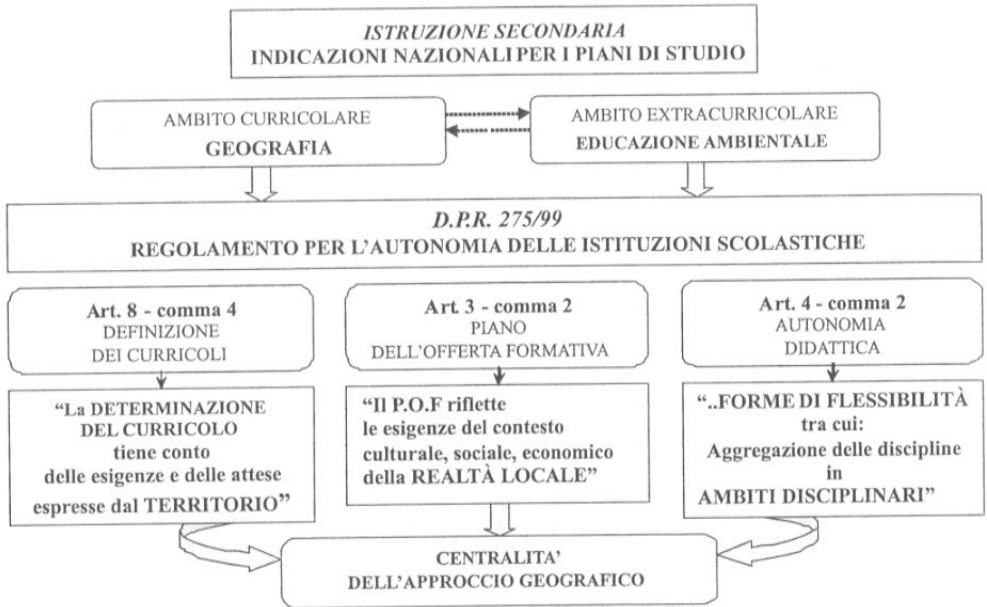 ISTRUZIONE SECONDARIA
INDICAZIONI NAZIONALI PER I PIANI DI STUDIO
AMBITO CURRICOLARE
GEOGRAFIA
AMBITO EXTRACURRICOLARE
EDUCAZIONE AMBIENTALE
D.P.R. 275/99
REGOLAMENTO PER L'AUTONOMIA DELLE ISTITUZIONI SCOLASTICHE
Art. 8 - comma 4
DEFINIZIONE
DEI CURRICOLI
Art. 3 - comma 2
PIANO
DELL'OFFERTA FORMATIVA
Art. 4 - comma 2
AUTONOMIA
DIDATTICA
“La DETERMINAZIONE
DEL CURRICOLO
tiene conto
delle esigenze e delle attese
espresse dal TERRITORIO”
“Il P.O.F riflette
le esigenze del contesto
culturale, sociale, economico
della REALTÀ LOCALE”
“..FORME DI FLESSIBILITÀ
tra cui:
Aggregazione delle discipline
in
AMBITI DISCIPLINARI”
CENTRALITA'
DELL'APPROCCIO GEOGRAFICO